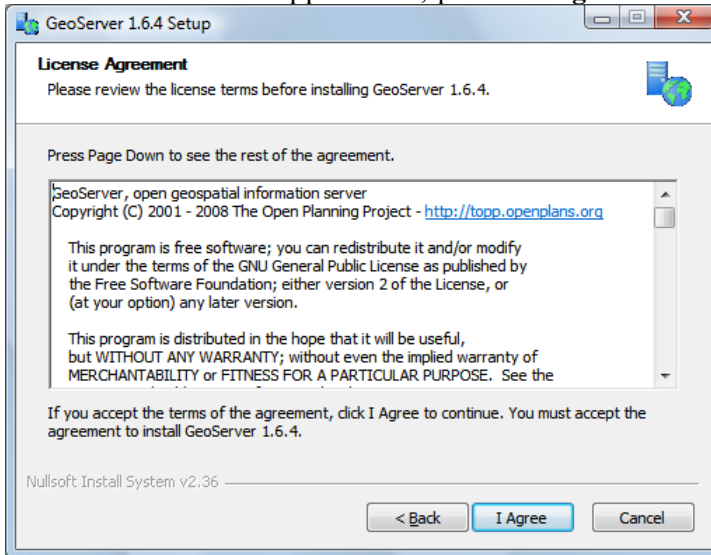 GeoServer 1.6.4 Setup
License Agreement
Please review the license terms before installing GeoServer 1.6.4.
Press Page Down to see the rest of the agreement.
GeoServer, open geospatial information server
Copyright (C) 2001 - 2008 The Open Planning Project - http://topp.openplans.org
This program is free software; you can redistribute it and/or modify
it under the terms of the GNU General Public License as published by
the Free Software Foundation; either version 2 of the License, or
(at your option) any later version.
This program is distributed in the hope that it will be useful,
but WITHOUT ANY WARRANTY; without even the implied warranty of
MERCHANTABILITY or FITNESS FOR A PARTICULAR PURPOSE.  See the
If you accept the terms of the agreement, click I Agree to continue. You must accept the
agreement to install GeoServer 1.6.4.
Nullsoft Install System v2.36
< Back I Agree Cancel